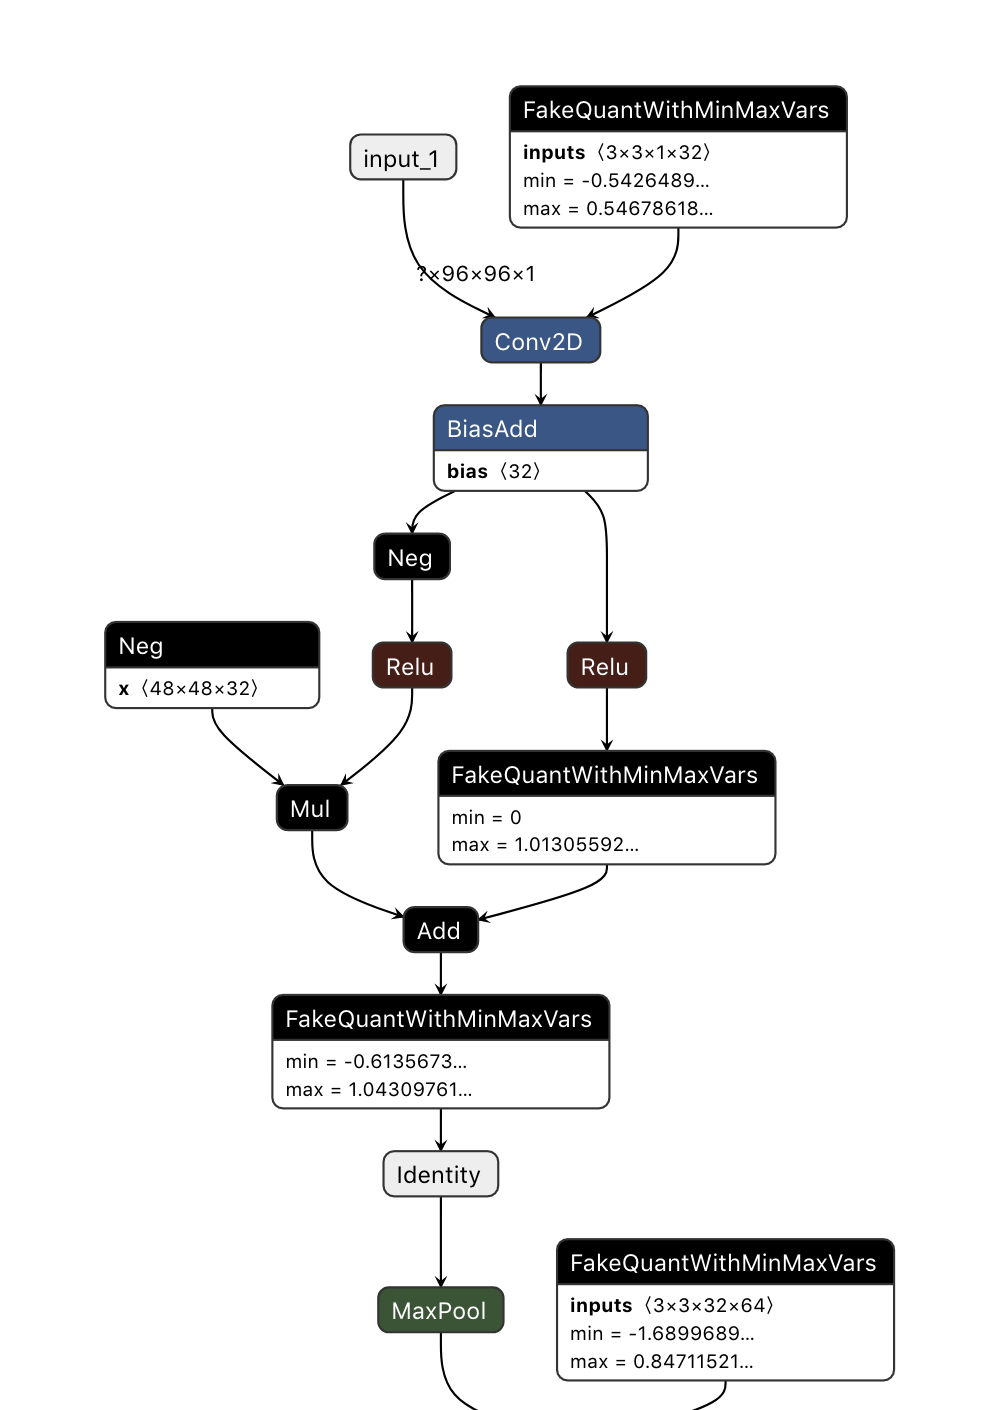 FakeQuantWithMinMaxVars
inputs 〈3×3×1×32〉
min = -0.5426489...
max = 0.54678618...
input_1
?×96×96×1
Conv2D
BiasAdd
bias 〈32〉
Neg
Neg
x 〈48×48×32〉
Relu
Relu
Mul
FakeQuantWithMinMaxVars
min = 0
max = 1.01305592...
Add
FakeQuantWithMinMaxVars
min = -0.6135673...
max = 1.04309761...
Identity
MaxPool
FakeQuantWithMinMaxVars
inputs 〈3×3×32×64〉
min = -1.6899689...
max = 0.84711521...